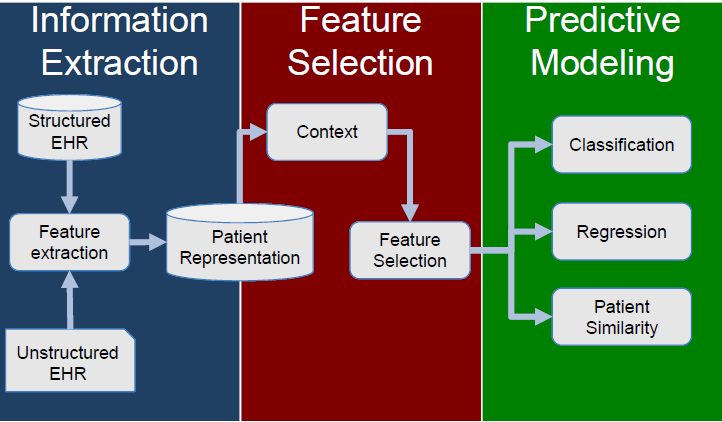 Information
Extraction
Feature
Selection
Predictive
Modeling
Structured
EHR
Feature
extraction
Unstructured
EHR
Patient
Representation
Context
Feature
Selection
Classification
Regression
Patient
Similarity